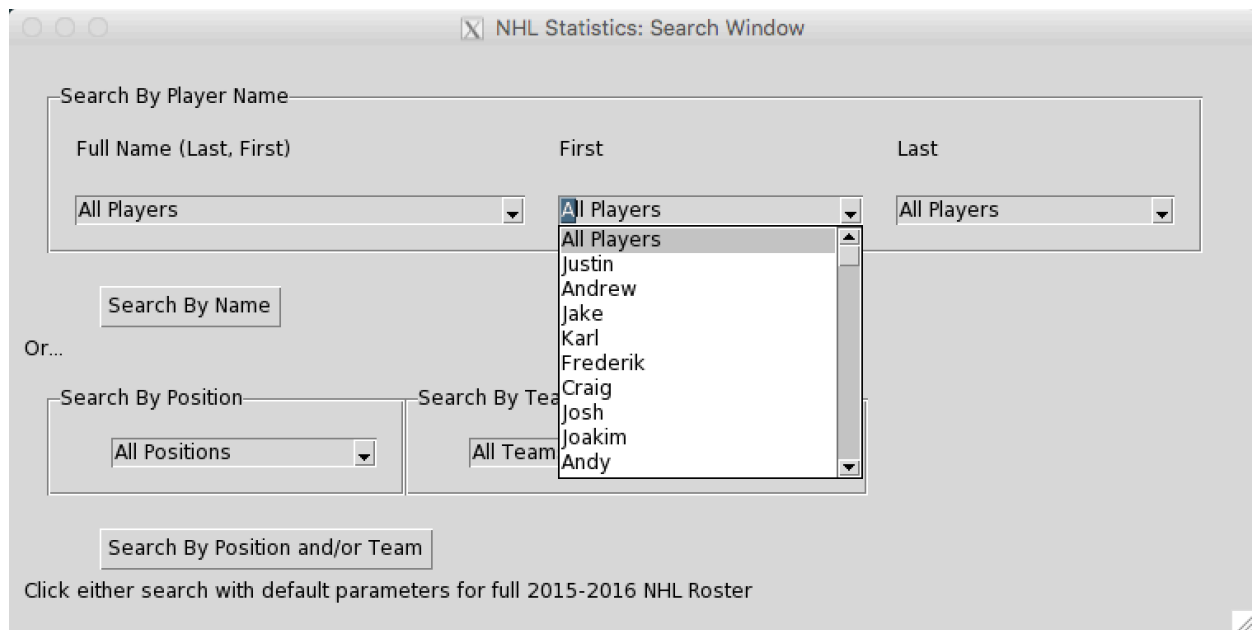 NHL Statistics: Search Window
Search By Player Name
Full Name (Last, First) First Last
All Players All Players All Players
All Players
Justin
Andrew
Jake
Karl
Frederik
Craig
Josh
Joakim
Andy
Search By Name
Or...
Search By Position Search By Tea
All Positions All Team
Search By Position and/or Team
Click either search with default parameters for full 2015-2016 NHL Roster